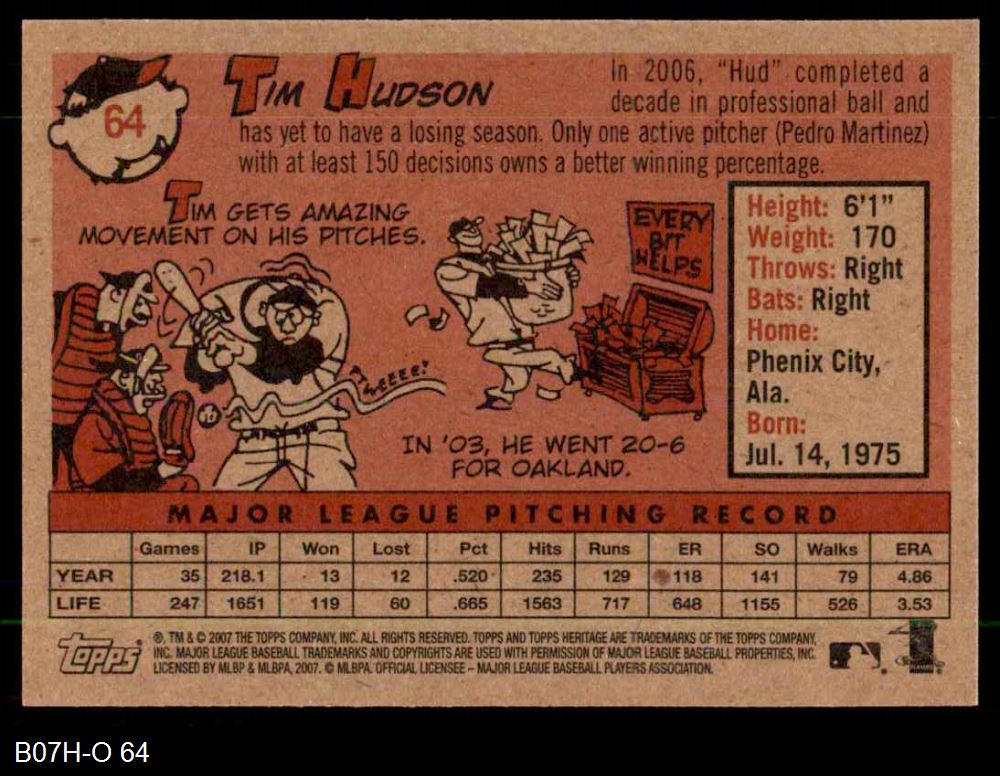 64
TIM HUDSON
In 2006, "Hud" completed a
decade in professional ball and
has yet to have a losing season. Only one active pitcher (Pedro Martinez)
with at least 150 decisions owns a better winning percentage.
TIM GETS AMAZING
MOVEMENT ON HIS PITCHES.
EVERY
BIT
HELPS
IN '03, HE WENT 20-6
FOR OAKLAND.
Height: 6'1"
Weight: 170
Throws: Right
Bats: Right
Home:
Phenix City,
Ala.
Born:
Jul. 14, 1975
MAJOR LEAGUE PITCHING RECORD
Games IP Won Lost Pct Hits Runs ER SO Walks ERA
YEAR 35 218.1 13 12 .520 235 129 118 141 79 4.86
LIFE 247 1651 119 60 .665 1563 717 648 1155 526 3.53
TOPPS
®, TM & © 2007 THE TOPPS COMPANY, INC. ALL RIGHTS RESERVED. TOPPS AND TOPPS HERITAGE ARE TRADEMARKS OF THE TOPPS COMPANY,
INC. MAJOR LEAGUE BASEBALL TRADEMARKS AND COPYRIGHTS ARE USED WITH PERMISSION OF MAJOR LEAGUE BASEBALL PROPERTIES, INC.
LICENSED BY MLBP & MLBPA, 2007. © MLBPA. OFFICIAL LICENSEE – MAJOR LEAGUE BASEBALL PLAYERS ASSOCIATION.
B07H-O 64